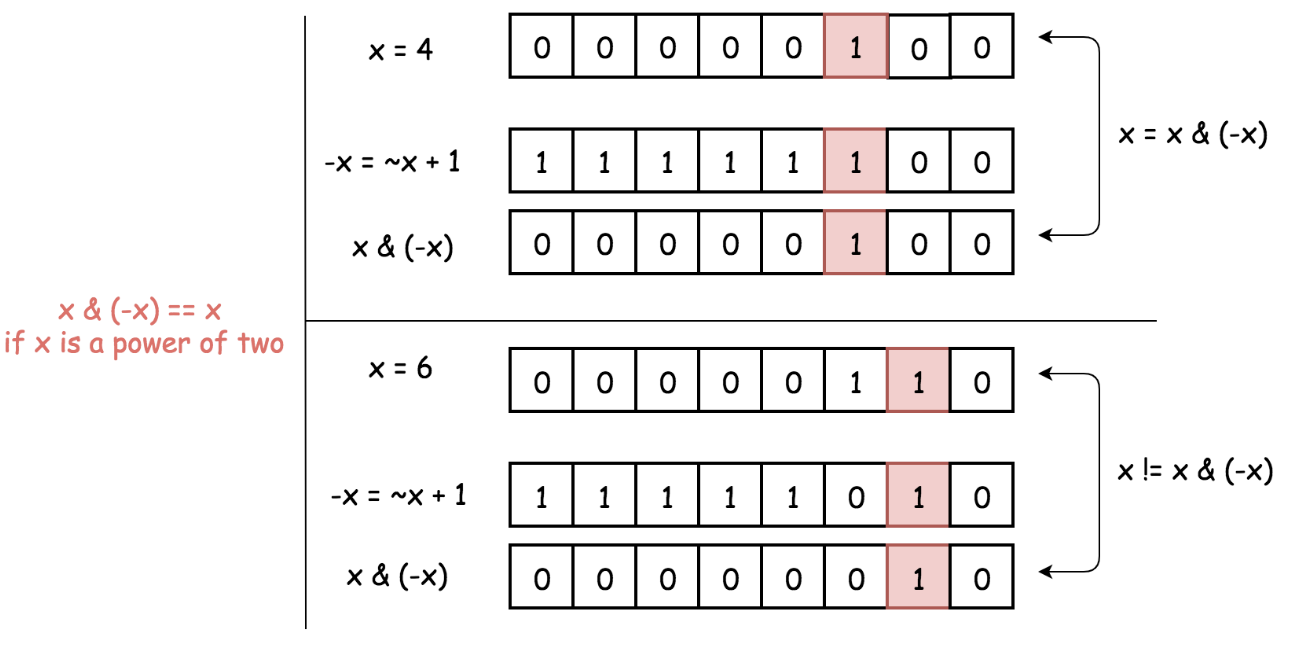 x = 4
0 0 0 0 0 1 0 0
-x = ~x + 1
1 1 1 1 1 1 0 0
x & (-x)
0 0 0 0 0 1 0 0
x = x & (-x)
x & (-x) == x
if x is a power of two
x = 6
0 0 0 0 0 1 1 0
-x = ~x + 1
1 1 1 1 1 0 1 0
x & (-x)
0 0 0 0 0 0 1 0
x != x & (-x)